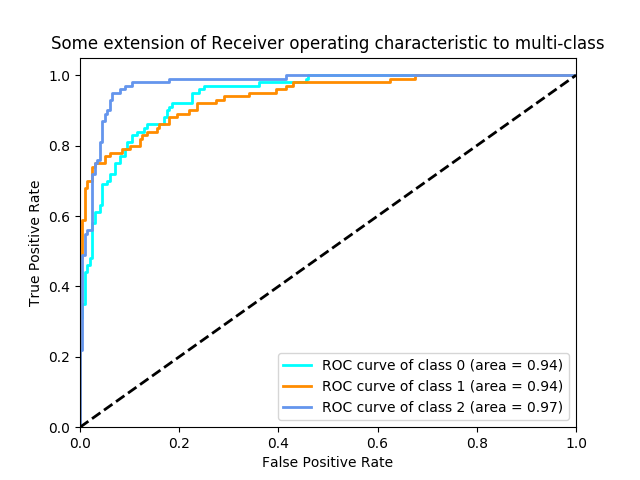 Some extension of Receiver operating characteristic to multi-class
1.0
0.8
0.6
0.4
0.2
0.0
True Positive Rate
ROC curve of class 0 (area = 0.94)
ROC curve of class 1 (area = 0.94)
ROC curve of class 2 (area = 0.97)
0.0 0.2 0.4 0.6 0.8 1.0
False Positive Rate